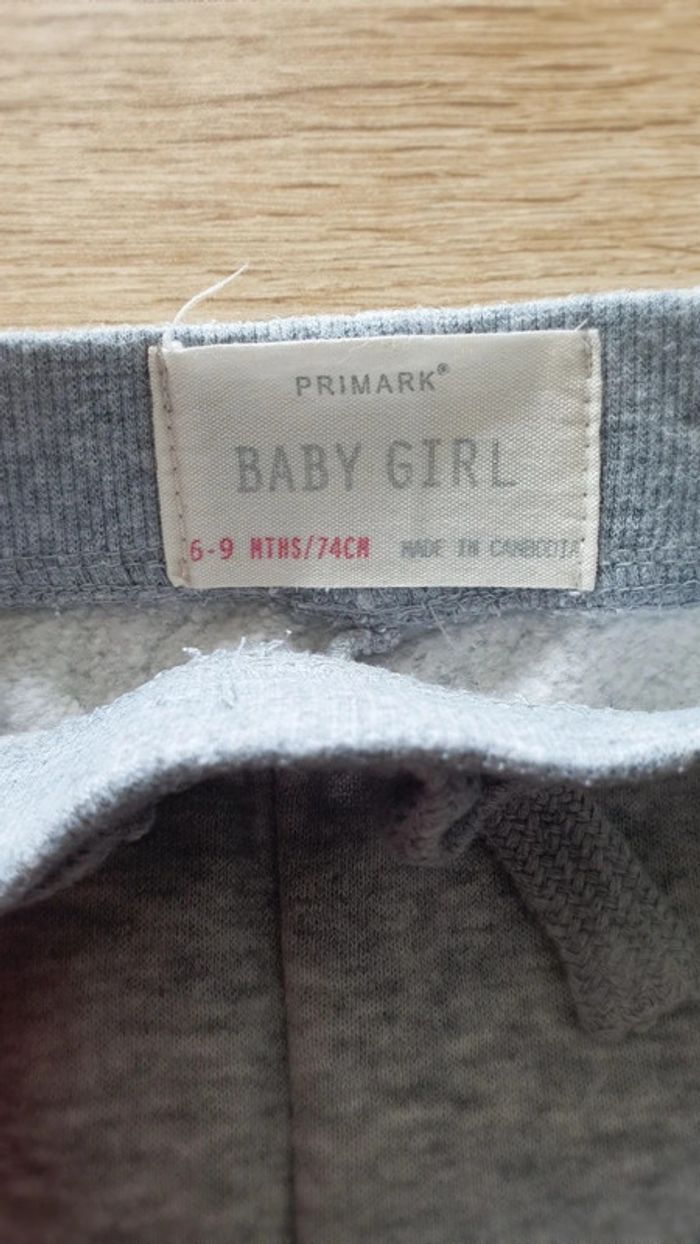 PRIMARK®
BABY GIRL
6-9 MTHS/74CM MADE IN CAMBODIA